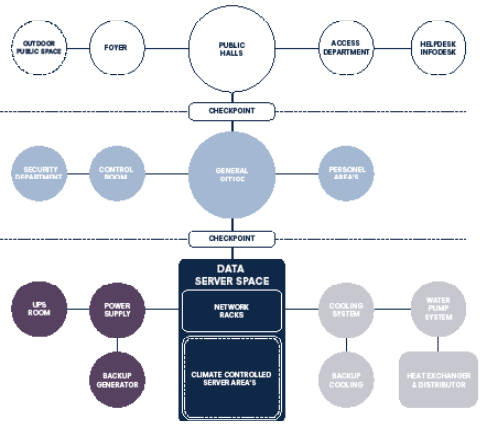 OUTDOOR
PUBLIC SPACE
FOYER
PUBLIC
HALLS
ACCESS
DEPARTMENT
HELPDESK
INFODESK
CHECKPOINT
SECURITY
DEPARTMENT
CONTROL
ROOM
GENERAL
OFFICE
PERSONEL
AREA'S
CHECKPOINT
DATA
SERVER SPACE
UPS
ROOM
POWER
SUPPLY
NETWORK
RACKS
COOLING
SYSTEM
WATER
PUMP
SYSTEM
BACKUP
GENERATOR
CLIMATE CONTROLLED
SERVER AREA'S
BACKUP
COOLING
HEAT EXCHANGER
& DISTRIBUTOR